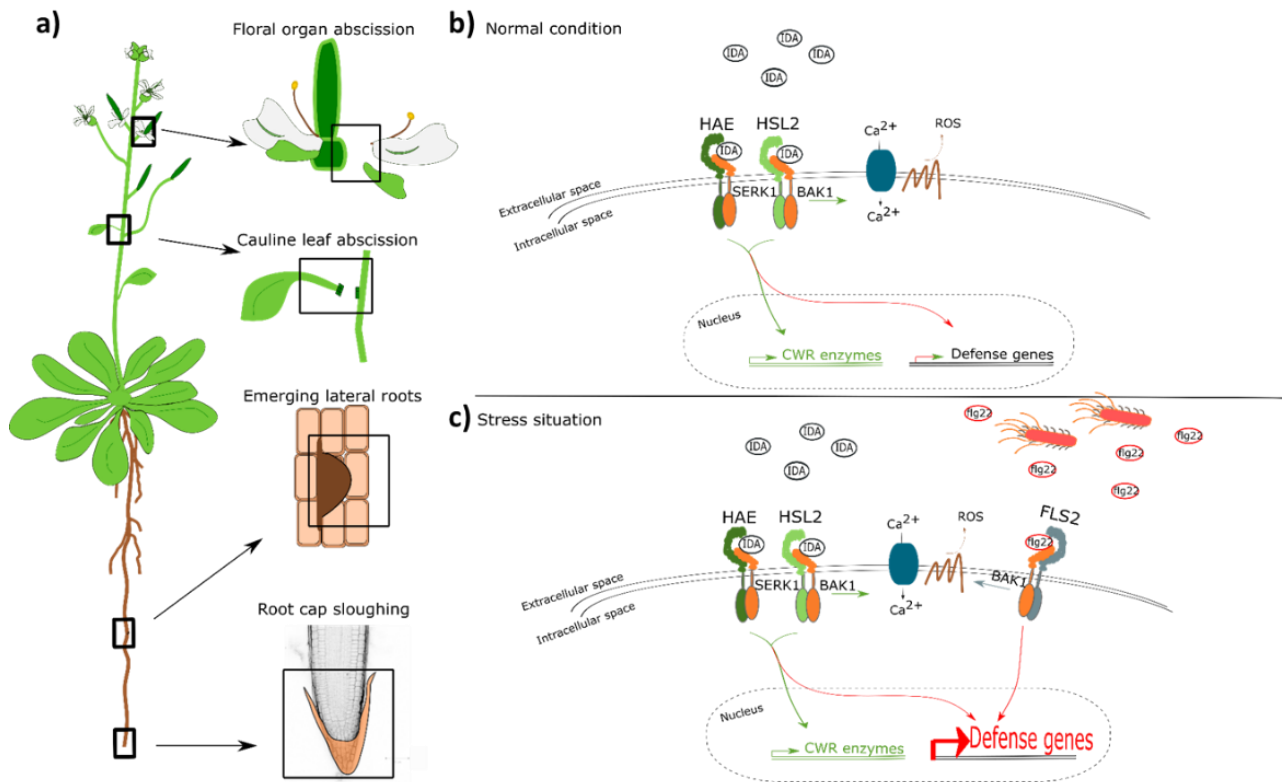 a)
Floral organ abscission
Cauline leaf abscission
Emerging lateral roots
Root cap sloughing
b) Normal condition
IDA
IDA
IDA
IDA
HAE
HSL2
IDA
IDA
SERK1
BAK1
Ca2+
ROS
Ca2+
Extracellular space
Intracellular space
Nucleus
CWR enzymes
Defense genes
c) Stress situation
flg22
flg22
flg22
flg22
flg22
IDA
IDA
IDA
IDA
HAE
HSL2
IDA
IDA
SERK1
BAK1
Ca2+
ROS
Ca2+
FLS2
flg22
BAK1
Extracellular space
Intracellular space
Nucleus
CWR enzymes
Defense genes